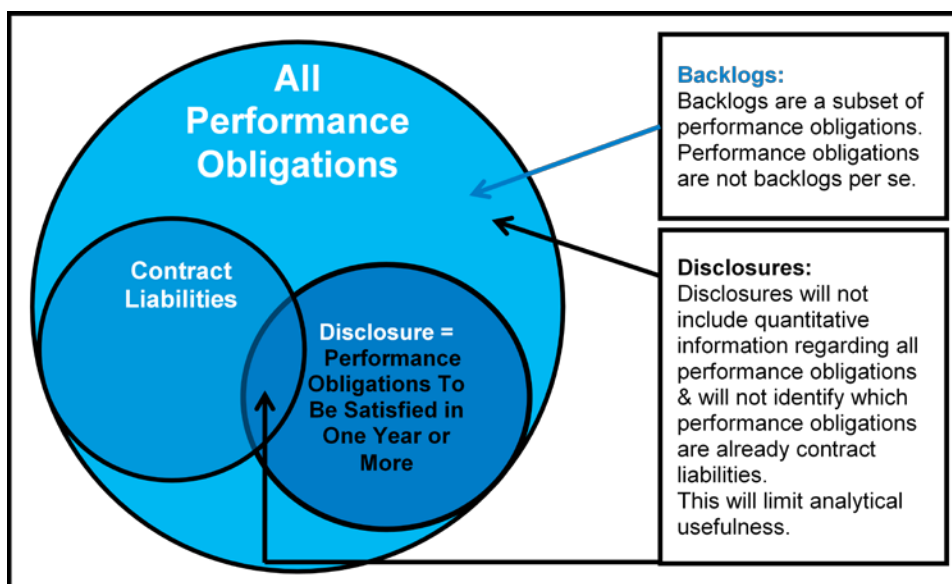 All
Performance
Obligations
Contract
Liabilities
Disclosure =
Performance
Obligations To
Be Satisfied in
One Year or
More
Backlogs:
Backlogs are a subset of
performance obligations.
Performance obligations
are not backlogs per se.
Disclosures:
Disclosures will not
include quantitative
information regarding all
performance obligations
& will not identify which
performance obligations
are already contract
liabilities.
This will limit analytical
usefulness.